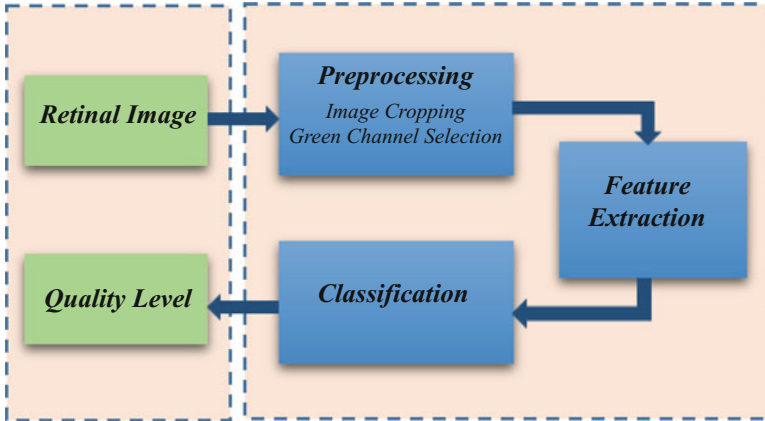 Retinal Image
Preprocessing
Image Cropping
Green Channel Selection
Feature
Extraction
Classification
Quality Level